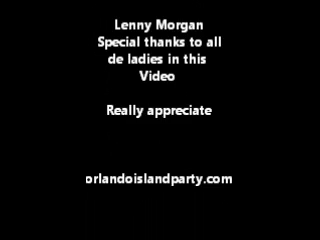 Lenny Morgan
Special thanks to all
de ladies in this
Video
Really appreciate
orlandoislandparty.com